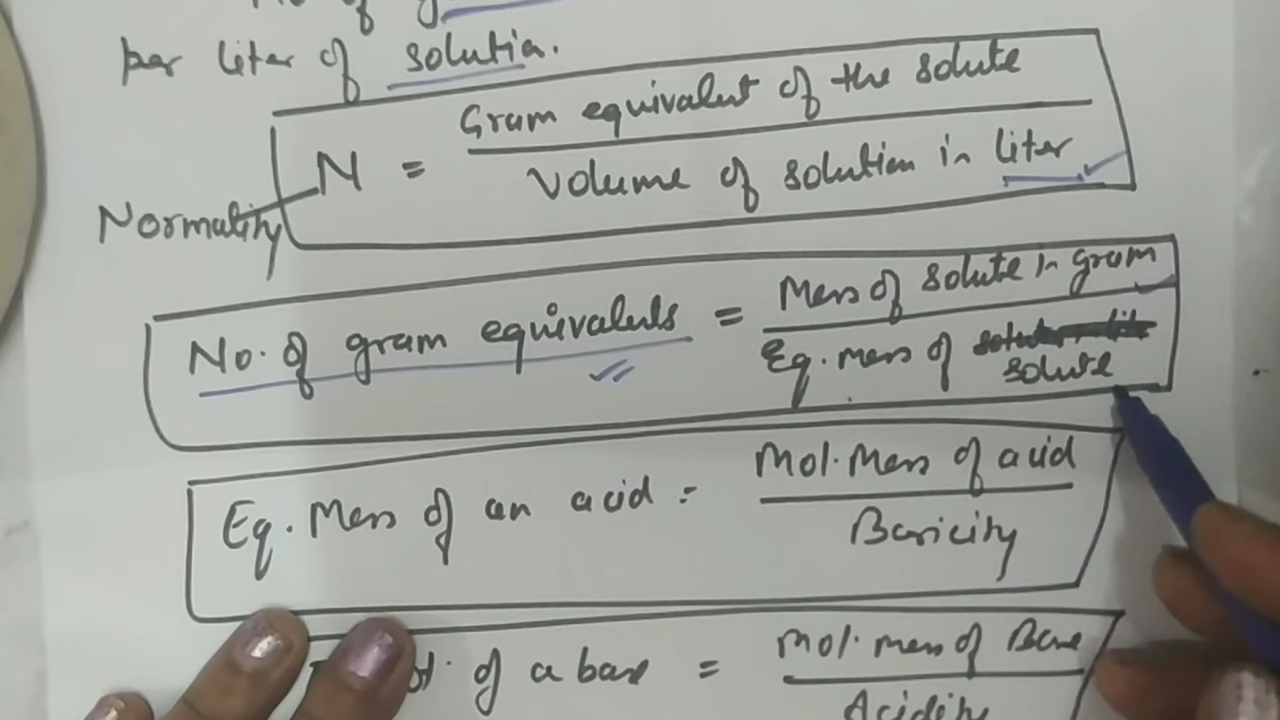 No of g
per liter of solution.
N = Gram equivalent of the solute
Volume of solution in liter
Normality
No. of gram equivalents = Mass of solute in gram
Eq. mass of solute
Eq. Mass of an acid = Mol. Mass of acid
Basicity
of a base = Mol. mass of Base
Acidity